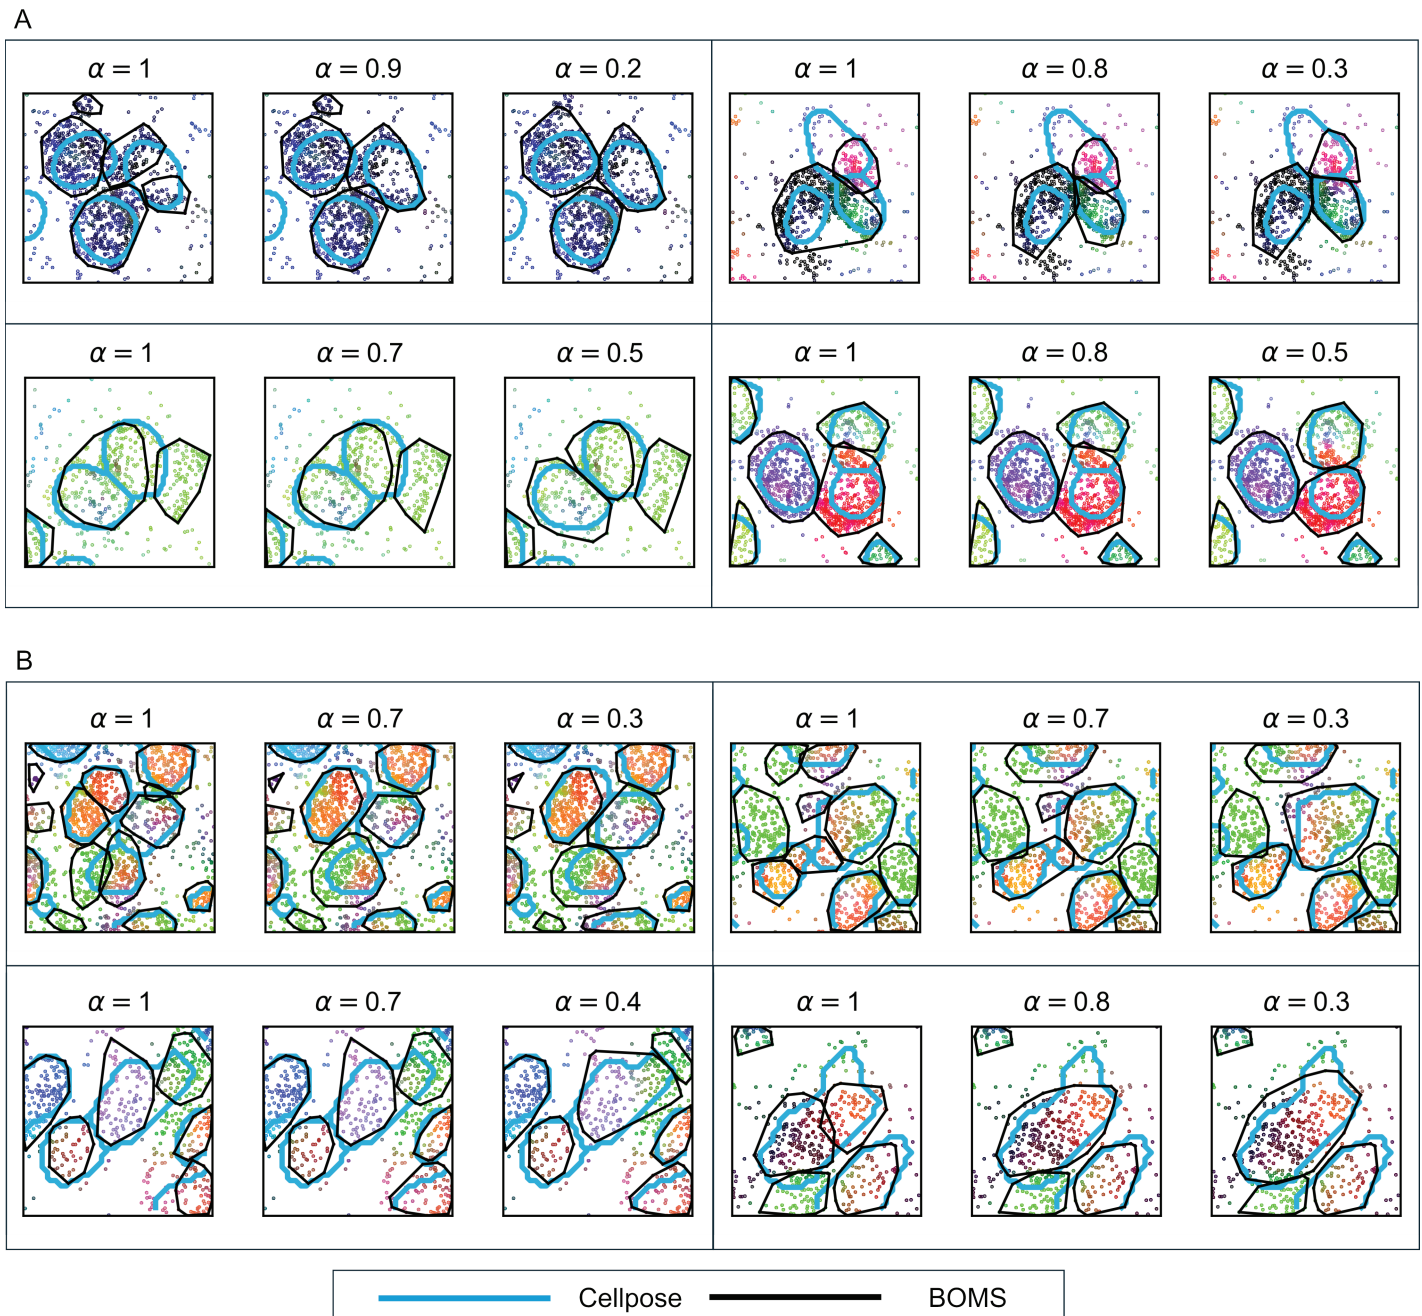 A
α = 1 α = 0.9 α = 0.2 α = 1 α = 0.8 α = 0.3
α = 1 α = 0.7 α = 0.5 α = 1 α = 0.8 α = 0.5
B
α = 1 α = 0.7 α = 0.3 α = 1 α = 0.7 α = 0.3
α = 1 α = 0.7 α = 0.4 α = 1 α = 0.8 α = 0.3
Cellpose BOMS